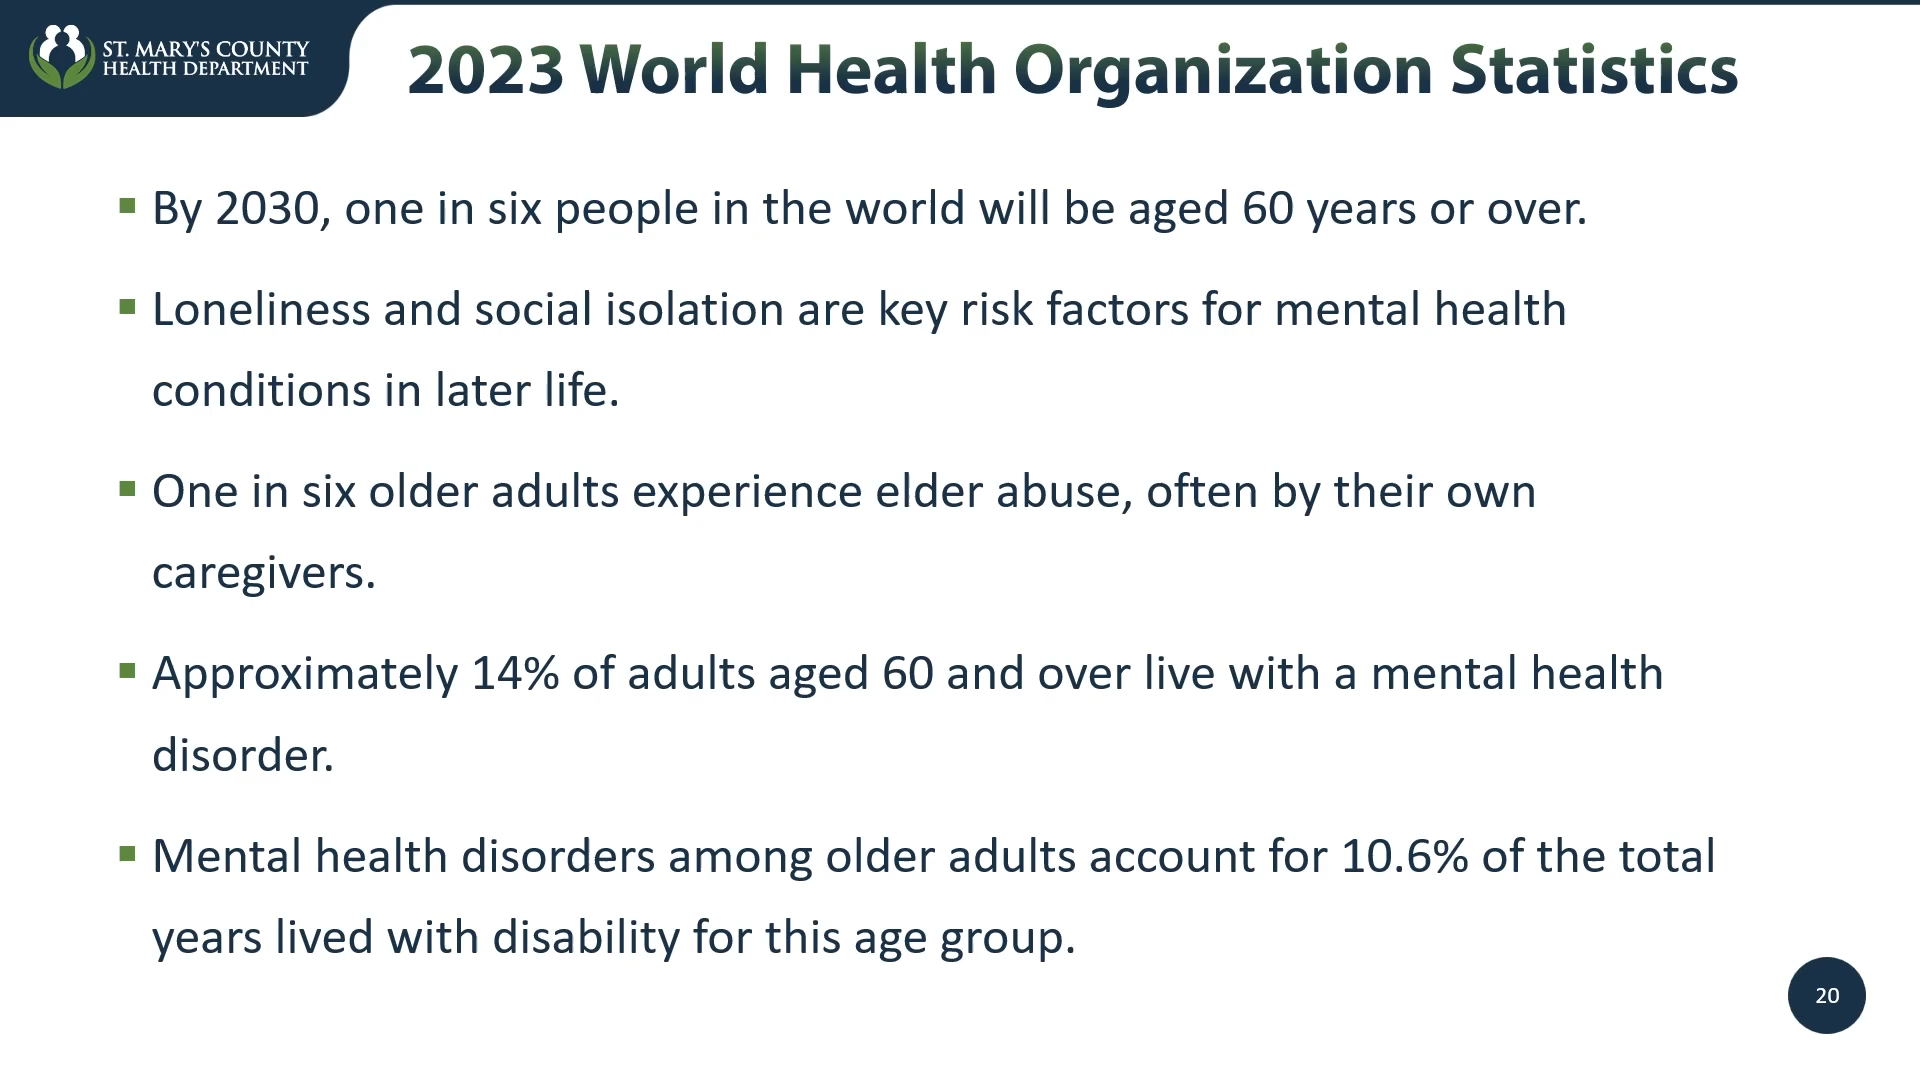 ST. MARY'S COUNTY
HEALTH DEPARTMENT
2023 World Health Organization Statistics
By 2030, one in six people in the world will be aged 60 years or over.
Loneliness and social isolation are key risk factors for mental health
conditions in later life.
One in six older adults experience elder abuse, often by their own
caregivers.
Approximately 14% of adults aged 60 and over live with a mental health
disorder.
Mental health disorders among older adults account for 10.6% of the total
years lived with disability for this age group.
20